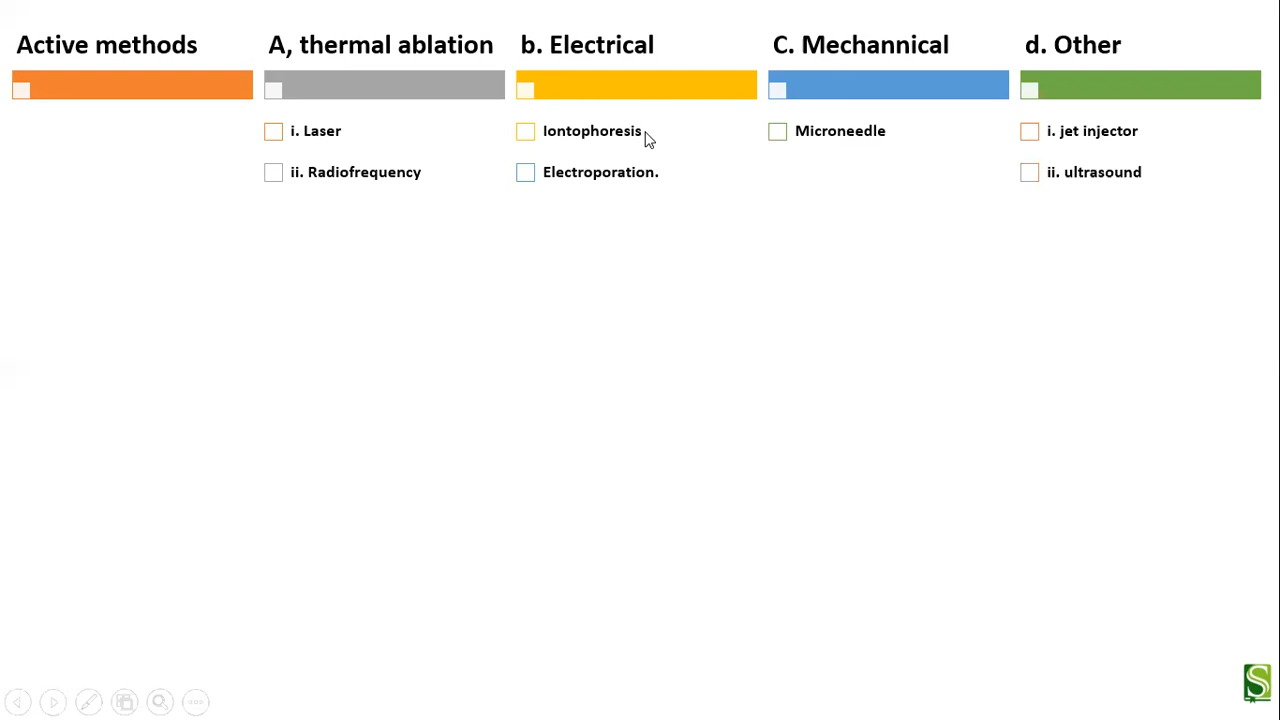 Active methods
A, thermal ablation
i. Laser
ii. Radiofrequency
b. Electrical
Iontophoresis
Electroporation.
C. Mechannical
Microneedle
d. Other
i. jet injector
ii. ultrasound
S